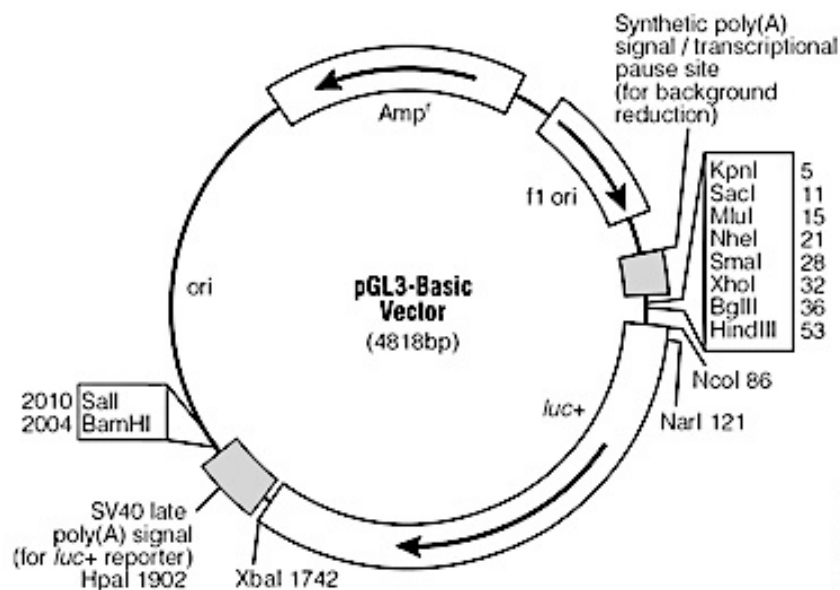 Synthetic poly(A)
signal / transcriptional
pause site
(for background
reduction)
Ampʳ
f1 ori
KpnI 5
SacI 11
MluI 15
NheI 21
SmaI 28
XhoI 32
BglII 36
HindIII 53
ori
pGL3-Basic
Vector
(4818bp)
NcoI 86
NarI 121
luc+
2010 SalI
2004 BamHI
SV40 late
poly(A) signal
(for luc+ reporter)
HpaI 1902
XbaI 1742